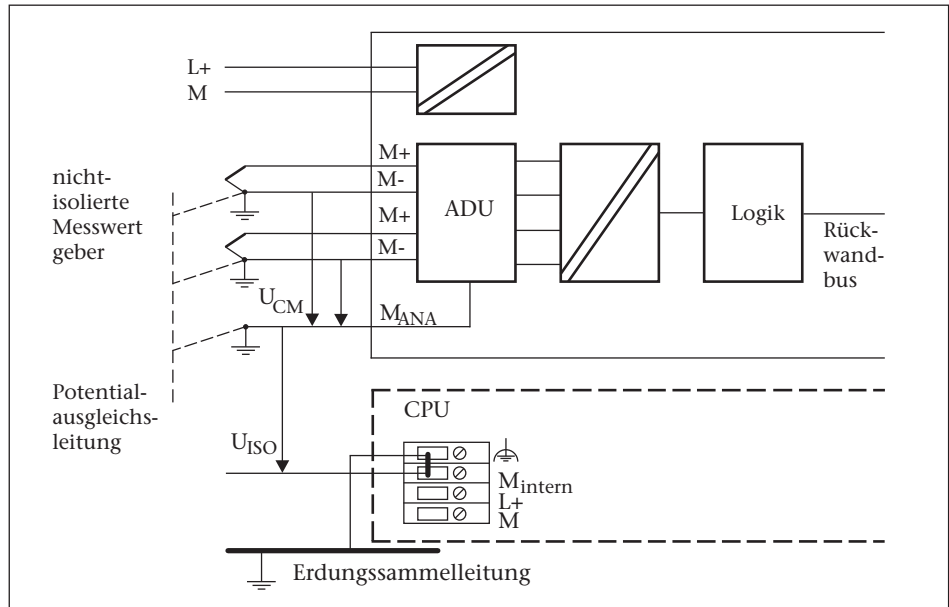 L+
M
nicht-
isolierte
Messwert
geber
M+
M-
M+
M-
ADU
Logik
Rück-
wand-
bus
UCM
MANA
Potential-
ausgleichs-
leitung
UISO
CPU
Mintern
L+
M
Erdungssammelleitung